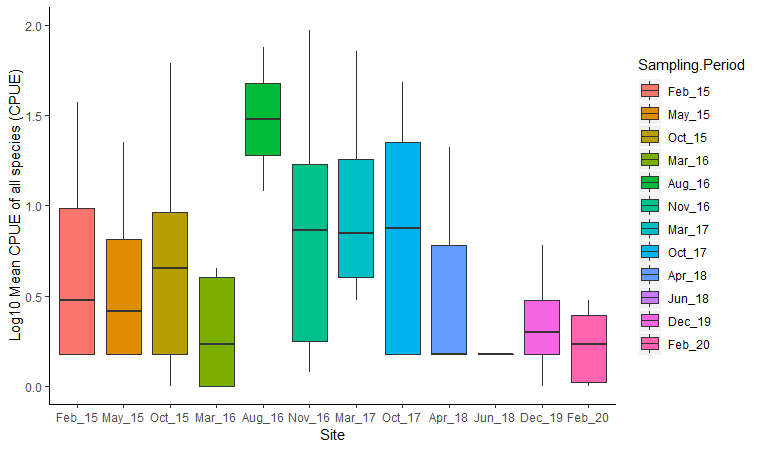 2.0
1.5
1.0
0.5
0.0
Log10 Mean CPUE of all species (CPUE)
Feb_15 May_15 Oct_15 Mar_16 Aug_16 Nov_16 Mar_17 Oct_17 Apr_18 Jun_18 Dec_19 Feb_20
Site
Sampling.Period
Feb_15
May_15
Oct_15
Mar_16
Aug_16
Nov_16
Mar_17
Oct_17
Apr_18
Jun_18
Dec_19
Feb_20